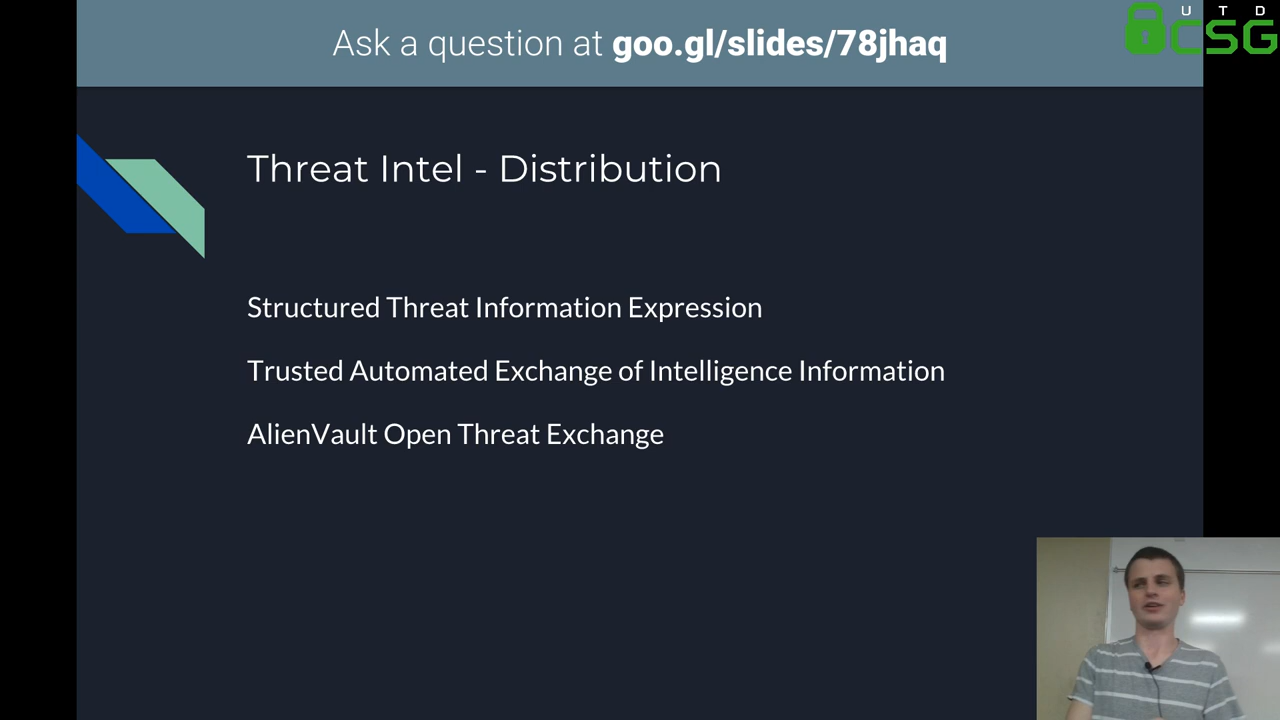 Ask a question at goo.gl/slides/78jhaq
UTD
CSG
Threat Intel - Distribution
Structured Threat Information Expression
Trusted Automated Exchange of Intelligence Information
AlienVault Open Threat Exchange